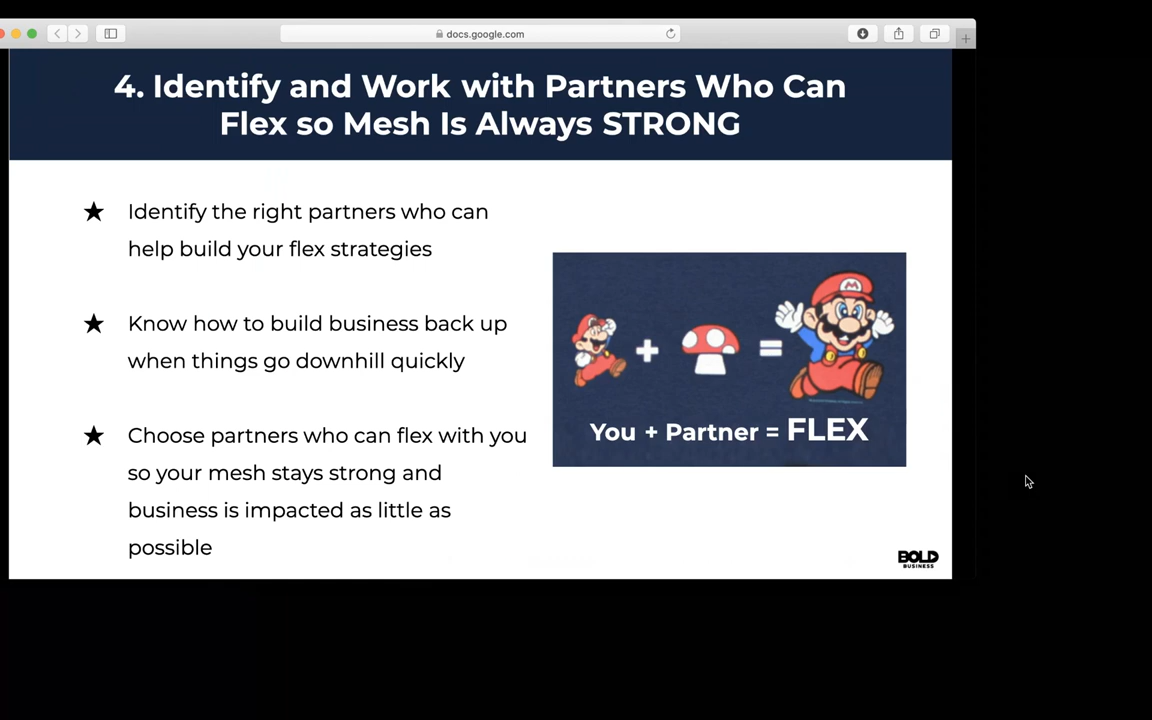 docs.google.com
4. Identify and Work with Partners Who Can
Flex so Mesh Is Always STRONG
★ Identify the right partners who can
help build your flex strategies
★ Know how to build business back up
when things go downhill quickly
★ Choose partners who can flex with you
so your mesh stays strong and
business is impacted as little as
possible
M
+ =
You + Partner = FLEX
BOLD
BUSINESS